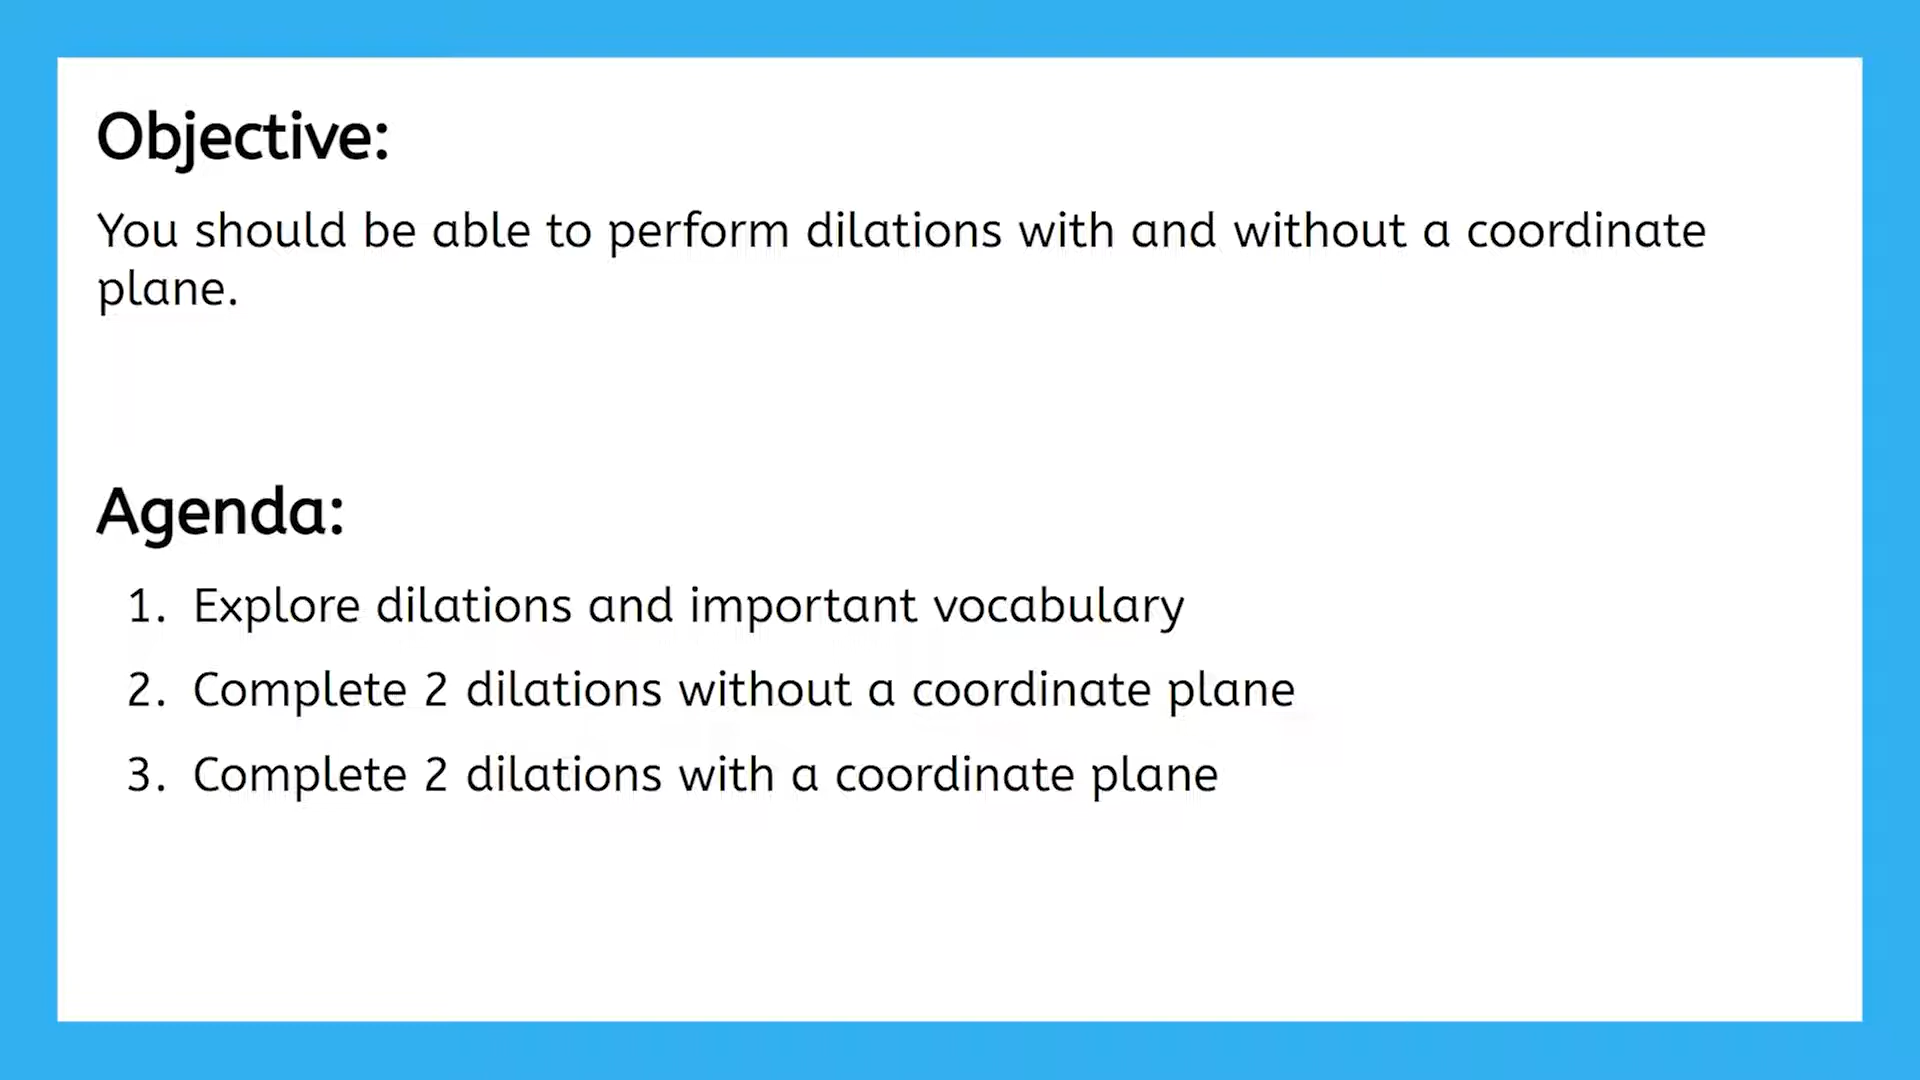 Objective:
You should be able to perform dilations with and without a coordinate
plane.
Agenda:
1. Explore dilations and important vocabulary
2. Complete 2 dilations without a coordinate plane
3. Complete 2 dilations with a coordinate plane